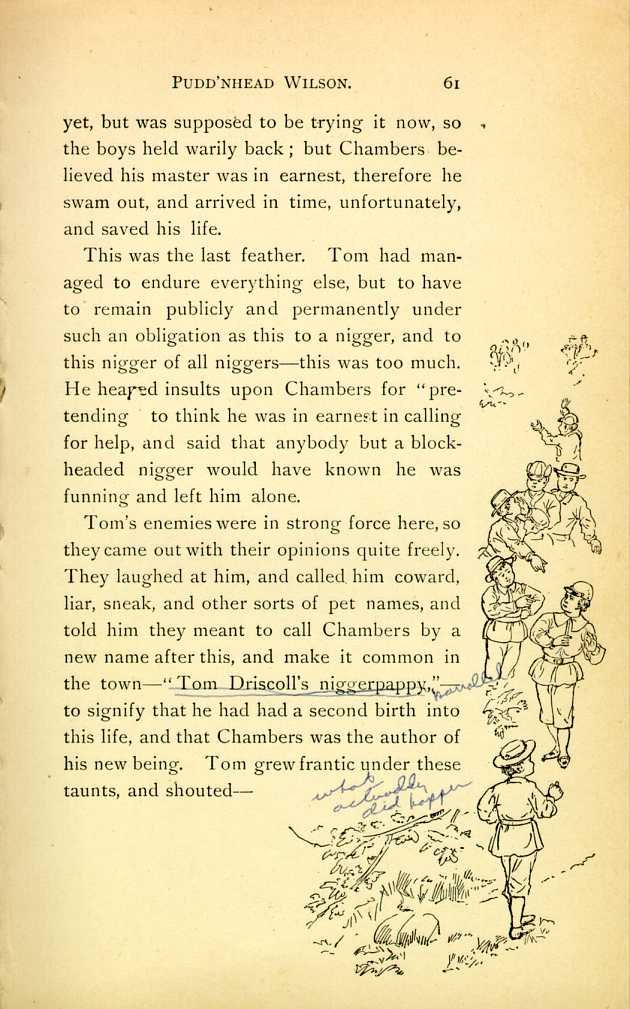 PUDD'NHEAD WILSON. 61
yet, but was supposed to be trying it now, so
the boys held warily back; but Chambers be-
lieved his master was in earnest, therefore he
swam out, and arrived in time, unfortunately,
and saved his life.
This was the last feather. Tom had man-
aged to endure everything else, but to have
to remain publicly and permanently under
such an obligation as this to a nigger, and to
this nigger of all niggers—this was too much.
He heaped insults upon Chambers for "pre-
tending to think he was in earnest in calling
for help, and said that anybody but a block-
headed nigger would have known he was
funning and left him alone.
Tom's enemies were in strong force here, so
they came out with their opinions quite freely.
They laughed at him, and called him coward,
liar, sneak, and other sorts of pet names, and
told him they meant to call Chambers by a
new name after this, and make it common in
the town—"Tom Driscoll's niggerpappy,"—
parallel
to signify that he had had a second birth into
this life, and that Chambers was the author of
his new being. Tom grew frantic under these
taunts, and shouted—
what
actually
did happen